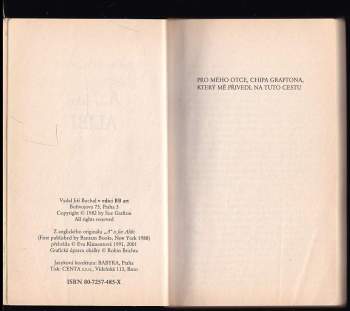 Vydal Jiří Buchal • edici BB art
Bořivojova 75, Praha 3
Copyright © 1982 by Sue Grafton
All rights reserved
Z anglického originálu „A“ is for Alibi
(First published by Bantam Books, New York 1988)
přeložila © Eva Klimentová 1991, 2001
Grafická úprava obálky © Robin Brichta
Jazyková korektura: BABYKA, Praha
Tisk: CENTA s.r.o., Vídeňská 113, Brno
ISBN 80-7257-485-X
PRO MÉHO OTCE, CHIPA GRAFTONA,
KTERÝ MĚ PŘIVEDL NA TUTO CESTU